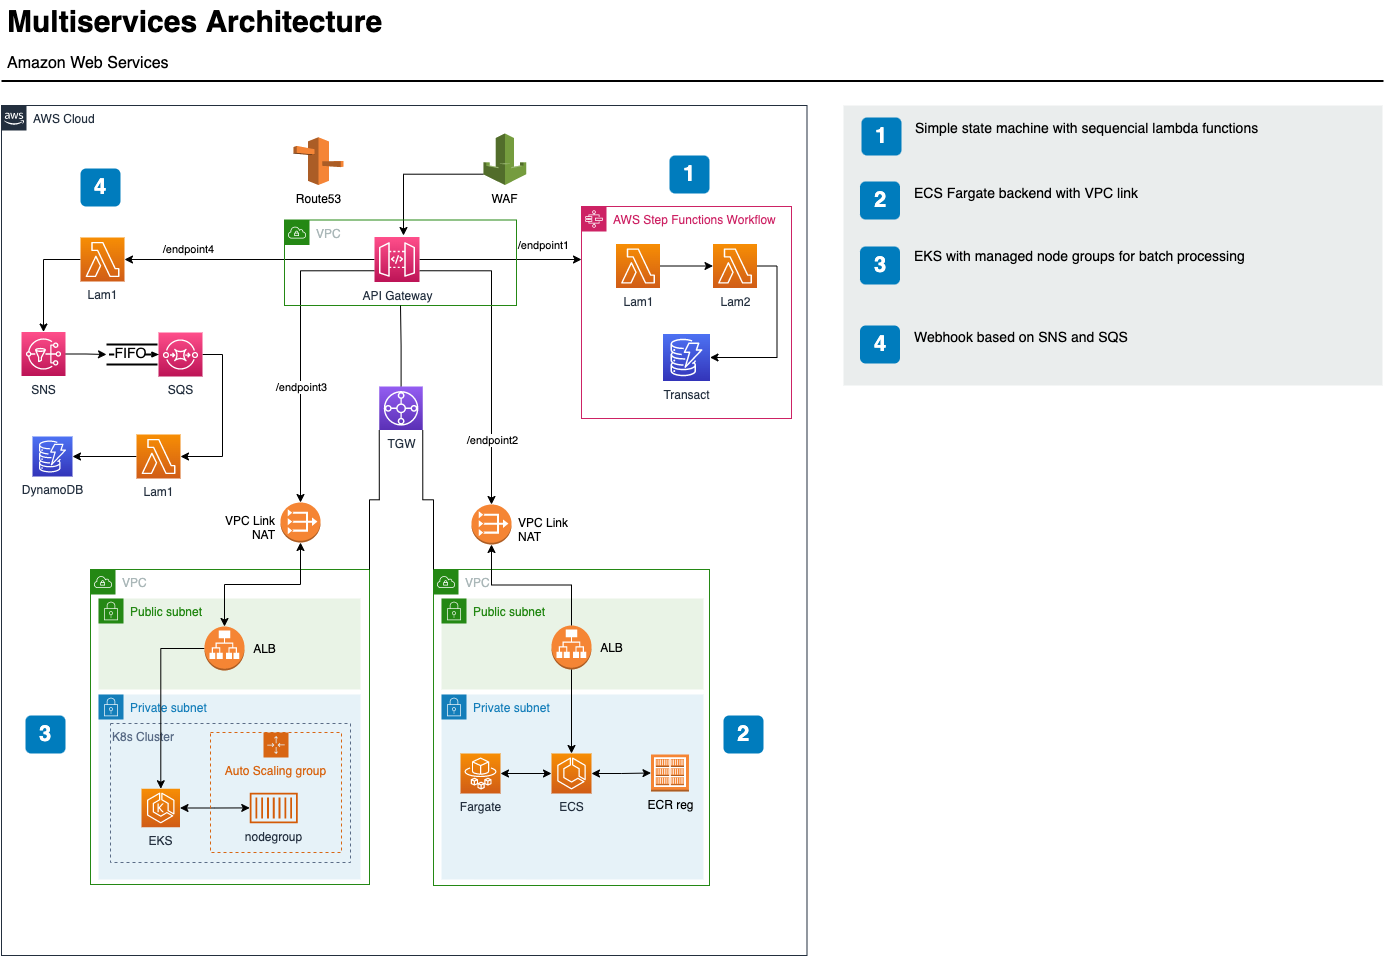 Multiservices Architecture
Amazon Web Services
aws
AWS Cloud
Route53
WAF
4
1
VPC
API Gateway
/endpoint4
/endpoint1
Lam1
SNS
FIFO
SQS
DynamoDB
Lam1
AWS Step Functions Workflow
Lam1
Lam2
Transact
/endpoint3
TGW
/endpoint2
VPC Link
NAT
VPC Link
NAT
3
VPC
Public subnet
ALB
Private subnet
K8s Cluster
Auto Scaling group
EKS
nodegroup
VPC
Public subnet
ALB
Private subnet
Fargate
ECS
ECR reg
2
1
Simple state machine with sequencial lambda functions
2
ECS Fargate backend with VPC link
3
EKS with managed node groups for batch processing
4
Webhook based on SNS and SQS